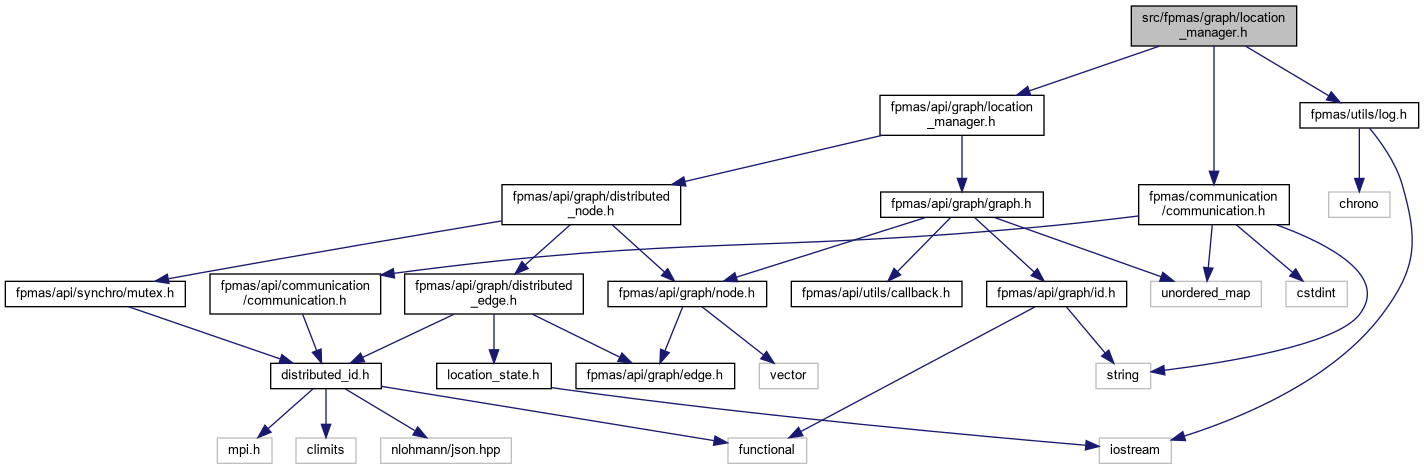 src/fpmas/graph/location
_manager.h
fpmas/api/graph/location
_manager.h
fpmas/utils/log.h
fpmas/api/graph/distributed
_node.h
fpmas/api/graph/graph.h
fpmas/communication
/communication.h
chrono
fpmas/api/synchro/mutex.h
fpmas/api/communication
/communication.h
fpmas/api/graph/distributed
_edge.h
fpmas/api/graph/node.h
fpmas/api/utils/callback.h
fpmas/api/graph/id.h
unordered_map
cstdint
distributed_id.h
location_state.h
fpmas/api/graph/edge.h
vector
string
mpi.h
climits
nlohmann/json.hpp
functional
iostream